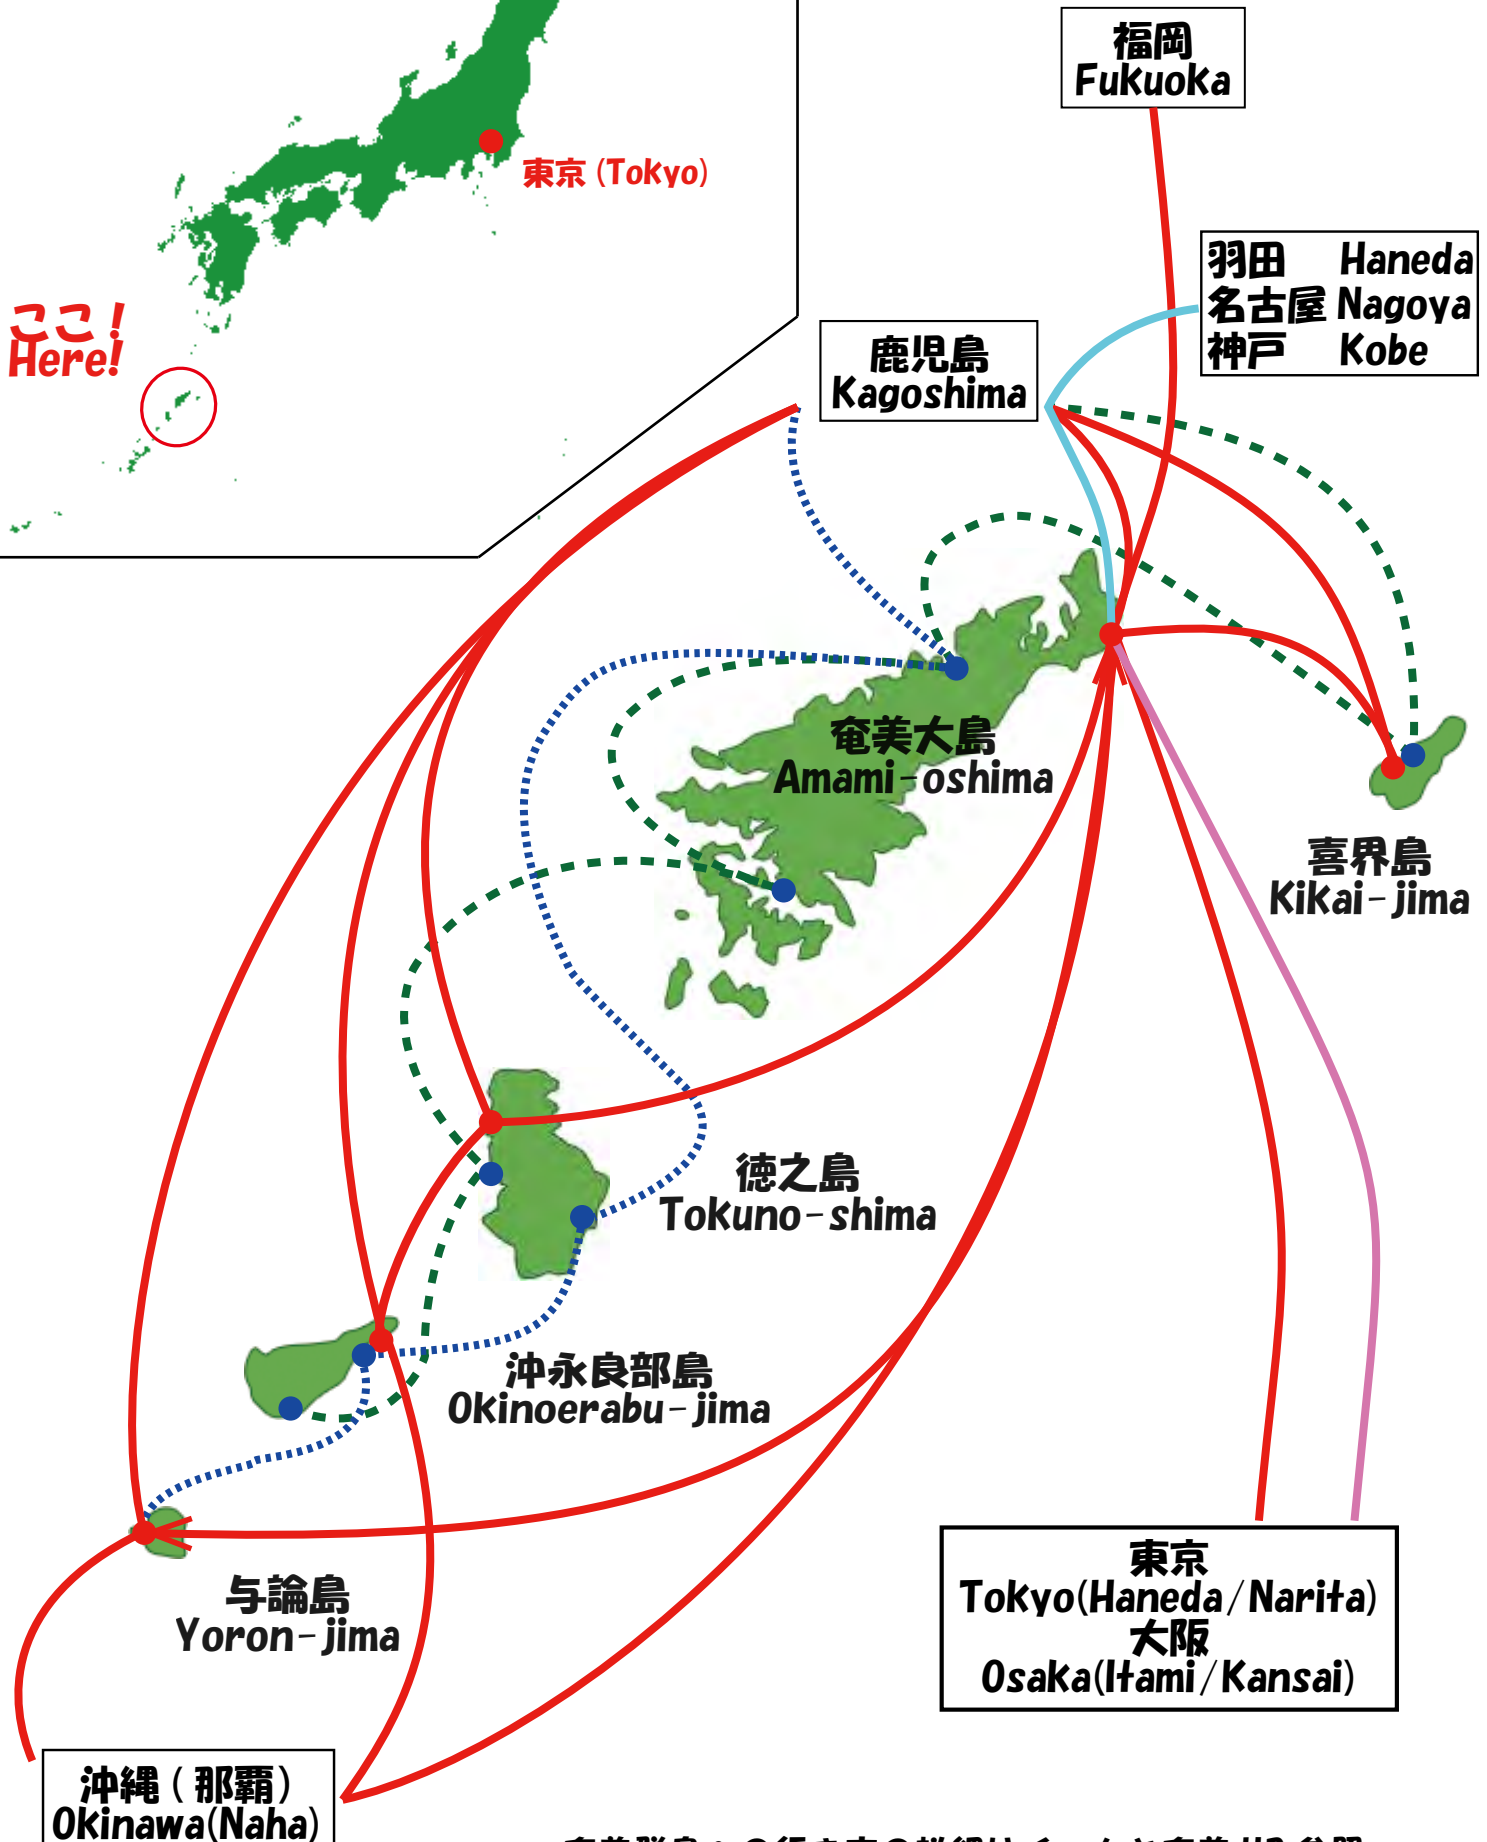 東京 (Tokyo)
ここ!
Here!
福岡
Fukuoka
羽田 Haneda
名古屋 Nagoya
神戸 Kobe
鹿児島
Kagoshima
奄美大島
Amami-oshima
喜界島
Kikai-jima
徳之島
Tokuno-shima
沖永良部島
Okinoerabu-jima
与論島
Yoron-jima
東京
Tokyo(Haneda/Narita)
大阪
Osaka(Itami/Kansai)
沖縄(那覇)
Okinawa(Naha)